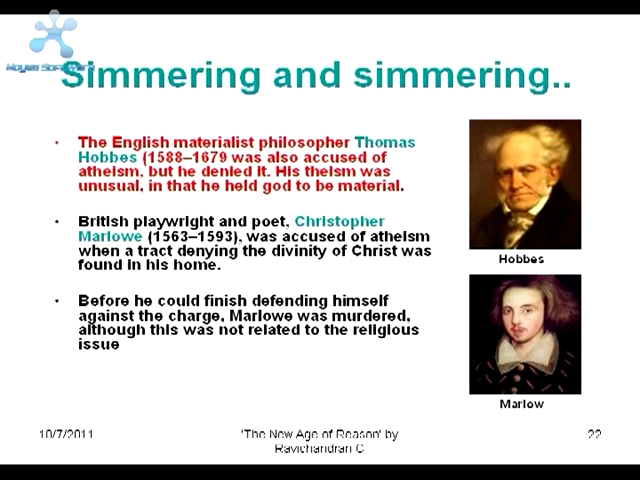 Moyea Software
Simmering and simmering..
• The English materialist philosopher Thomas
Hobbes (1588–1679 was also accused of
atheism, but he denied it. His theism was
unusual, in that he held god to be material.
• British playwright and poet, Christopher
Marlowe (1563–1593), was accused of atheism
when a tract denying the divinity of Christ was
found in his home.
• Before he could finish defending himself
against the charge, Marlowe was murdered,
although this was not related to the religious
issue
Hobbes
Marlow
10/7/2011
'The New Age of Reason' by
Ravichandran C
22